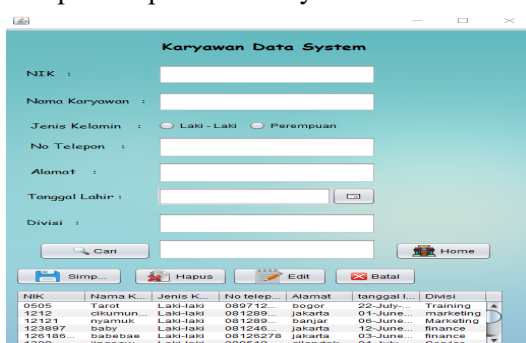 Karyawan Data System
NIK :
Nama Karyawan :
Jenis Kelamin : Laki - Laki Perempuan
No Telepon :
Alamat :
Tanggal Lahir :
Divisi :
Cari Home
Simp... Hapus Edit Batal
NIK Nama K... Jenis K... No telep... Alamat tanggal l... Divisi
0505 Tarot Laki-laki 089712... bogor 22-July-... Training
1212 cikumun... Laki-laki 081289... jakarta 01-June... marketing
12121 nyamuk Laki-laki 081289... banjar 06-June... Marketing
123897 baby Laki-laki 081246... jakarta 12-June... finance
126186... babebae Laki-laki 08126278 jakarta 03-June... finance